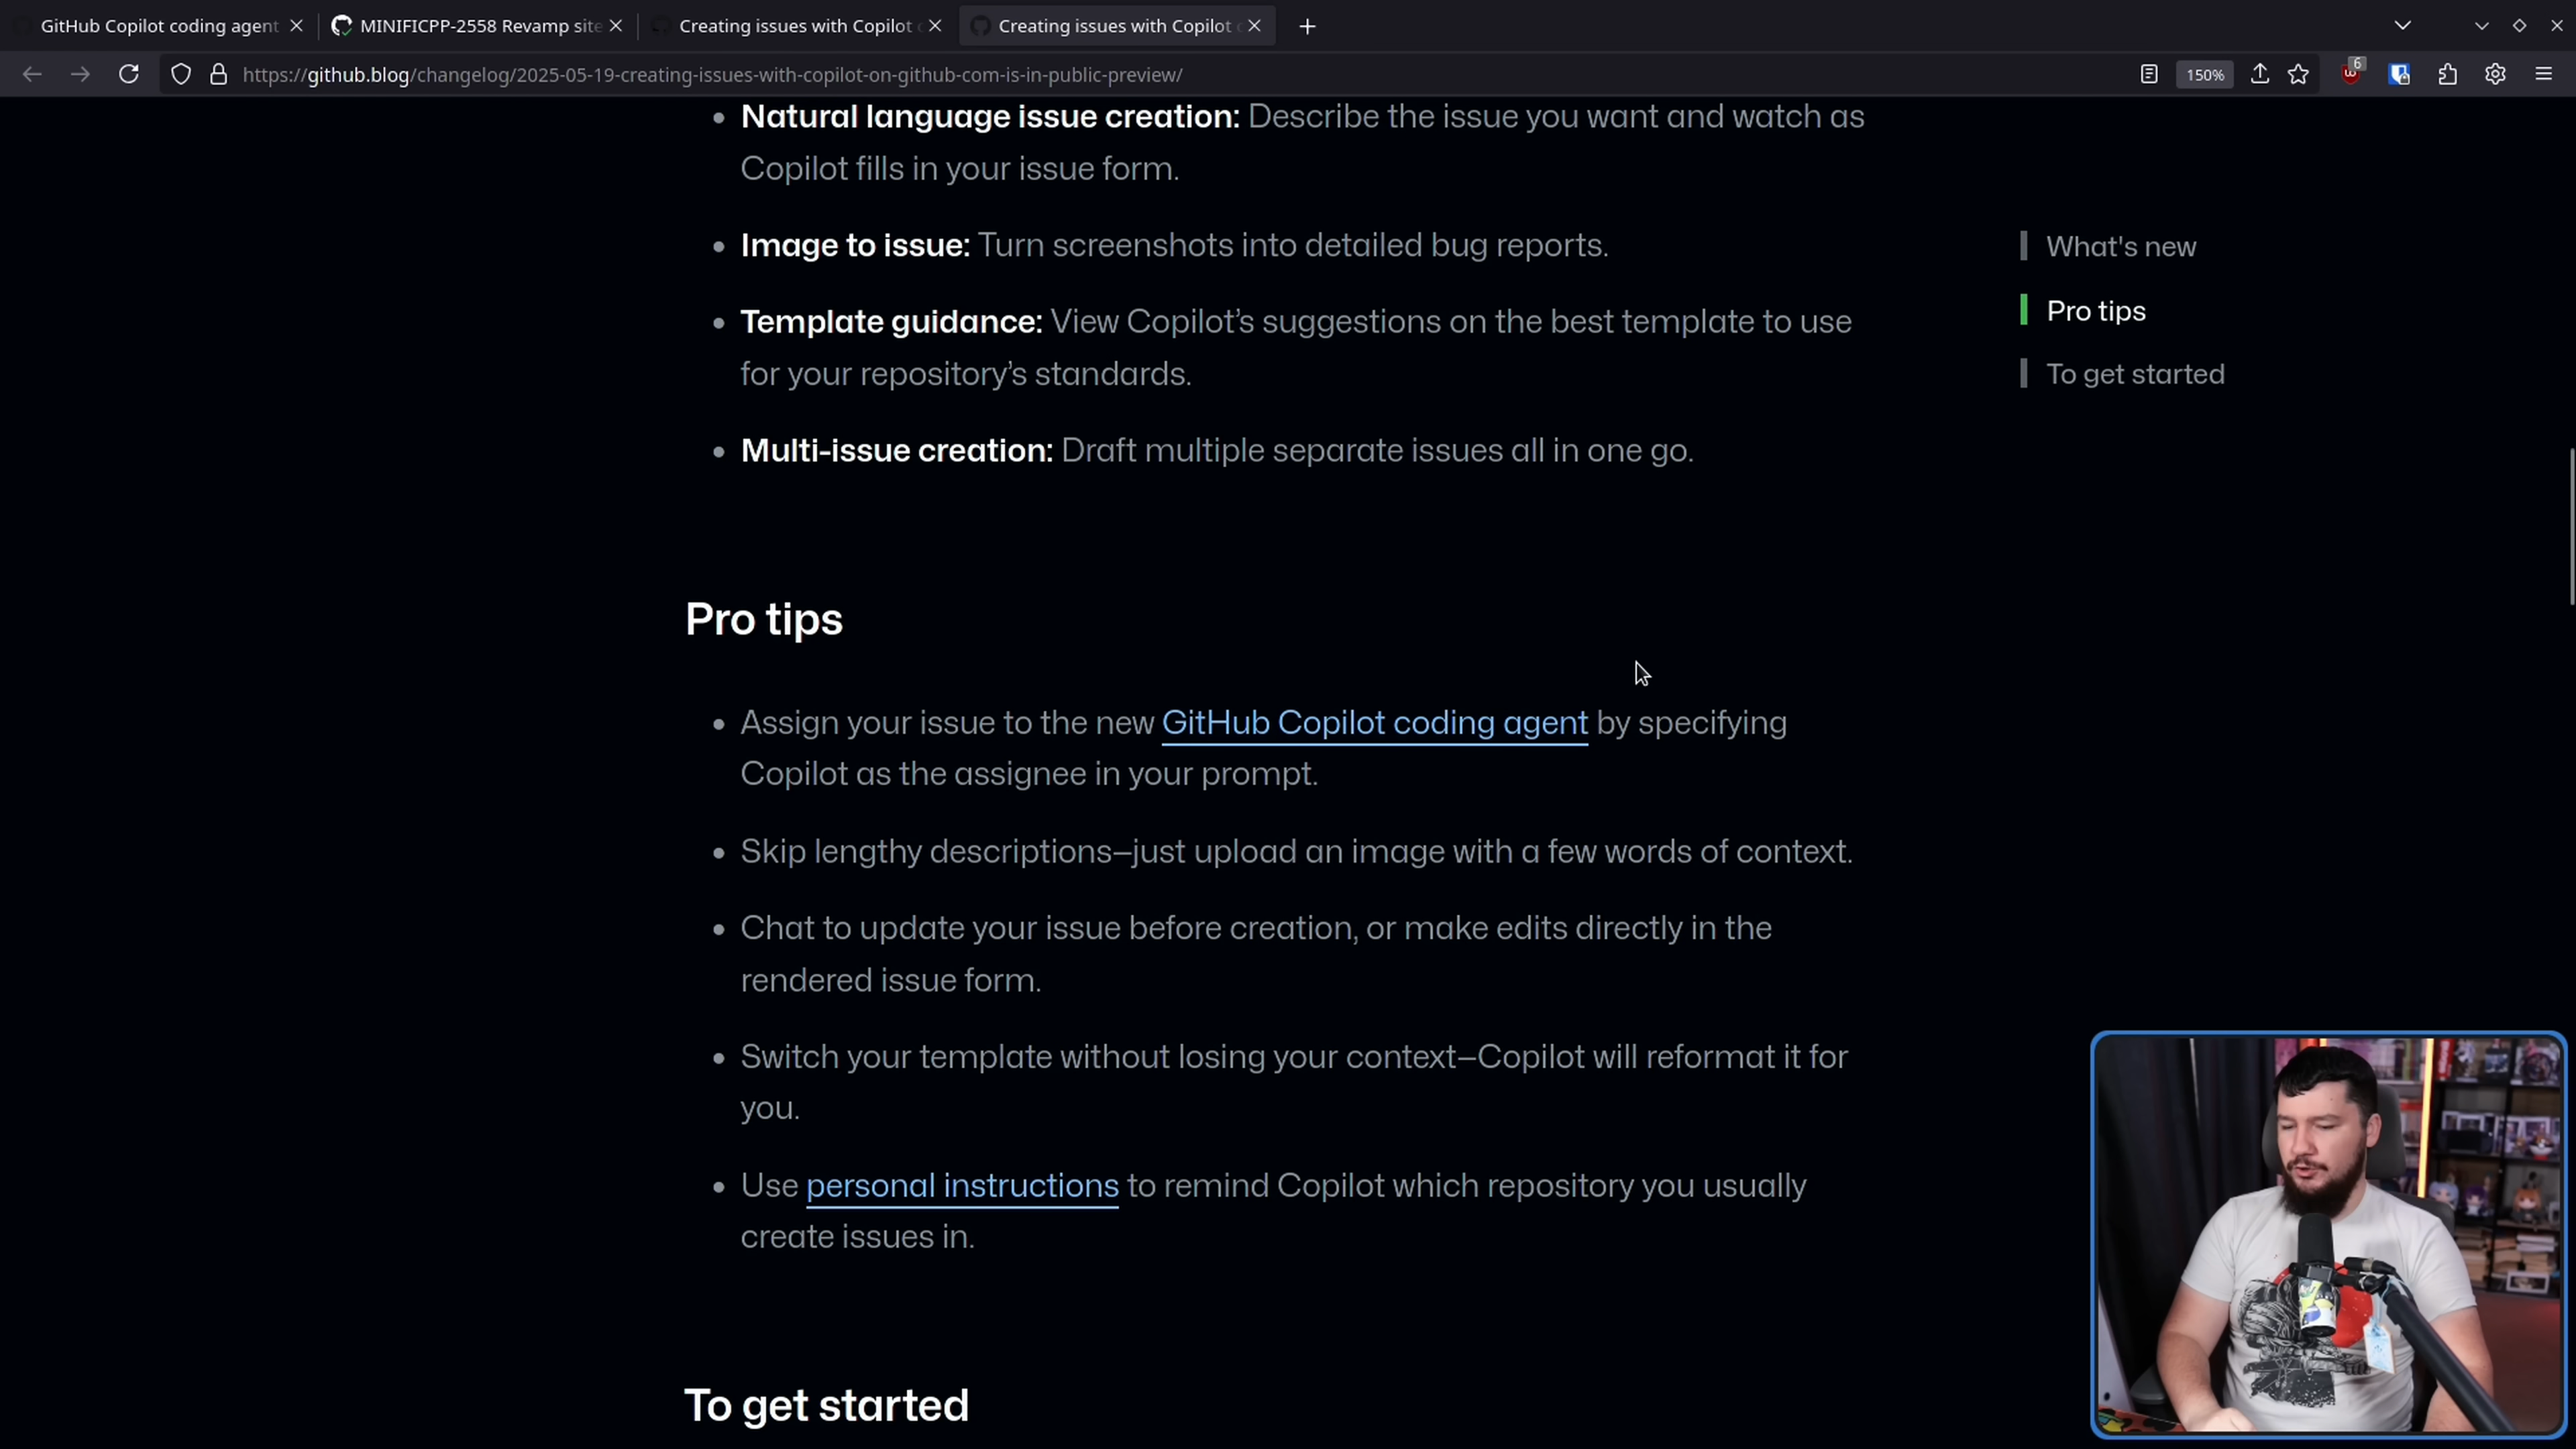 GitHub Copilot coding agent
MINIFICPP-2558 Revamp site
Creating issues with Copilot
Creating issues with Copilot
https://github.blog/changelog/2025-05-19-creating-issues-with-copilot-on-github-com-is-in-public-preview/
150%
6
• Natural language issue creation: Describe the issue you want and watch as
Copilot fills in your issue form.
• Image to issue: Turn screenshots into detailed bug reports.
• Template guidance: View Copilot’s suggestions on the best template to use
for your repository’s standards.
• Multi-issue creation: Draft multiple separate issues all in one go.
What's new
Pro tips
To get started
Pro tips
• Assign your issue to the new GitHub Copilot coding agent by specifying
Copilot as the assignee in your prompt.
• Skip lengthy descriptions—just upload an image with a few words of context.
• Chat to update your issue before creation, or make edits directly in the
rendered issue form.
• Switch your template without losing your context—Copilot will reformat it for
you.
• Use personal instructions to remind Copilot which repository you usually
create issues in.
To get started